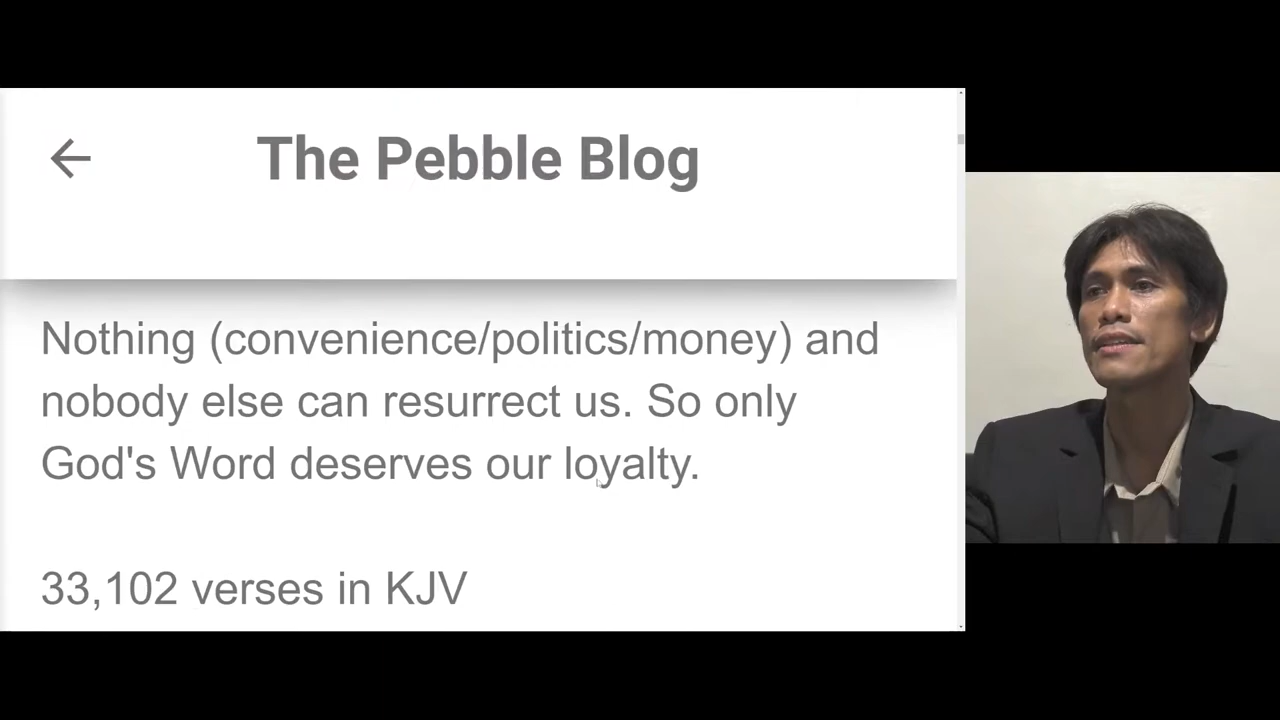 The Pebble Blog
Nothing (convenience/politics/money) and
nobody else can resurrect us. So only
God's Word deserves our loyalty.
33,102 verses in KJV